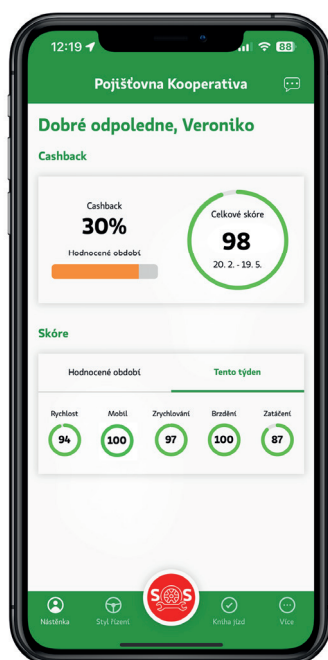 12:19
88
Pojišťovna Kooperativa
Dobré odpoledne, Veroniko
Cashback
Cashback
30%
Hodnocené období
Celkové skóre
98
20. 2. - 19. 5.
Skóre
Hodnocené období
Tento týden
Rychlost
Mobil
Zrychlování
Brzdění
Zatáčení
94
100
97
100
87
SOS
Nástěnka
Styl řízení
Kniha jízd
Více